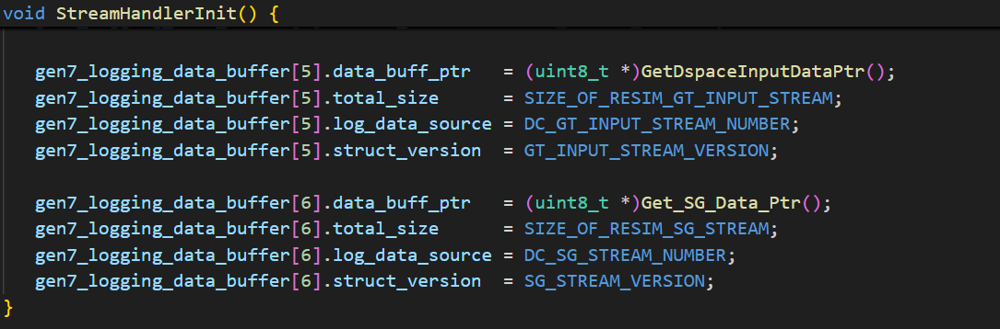 void StreamHandlerInit() {
gen7_logging_data_buffer[5].data_buff_ptr   = (uint8_t *)GetDspaceInputDataPtr();
gen7_logging_data_buffer[5].total_size      = SIZE_OF_RESIM_GT_INPUT_STREAM;
gen7_logging_data_buffer[5].log_data_source = DC_GT_INPUT_STREAM_NUMBER;
gen7_logging_data_buffer[5].struct_version  = GT_INPUT_STREAM_VERSION;
gen7_logging_data_buffer[6].data_buff_ptr   = (uint8_t *)Get_SG_Data_Ptr();
gen7_logging_data_buffer[6].total_size      = SIZE_OF_RESIM_SG_STREAM;
gen7_logging_data_buffer[6].log_data_source = DC_SG_STREAM_NUMBER;
gen7_logging_data_buffer[6].struct_version  = SG_STREAM_VERSION;
}